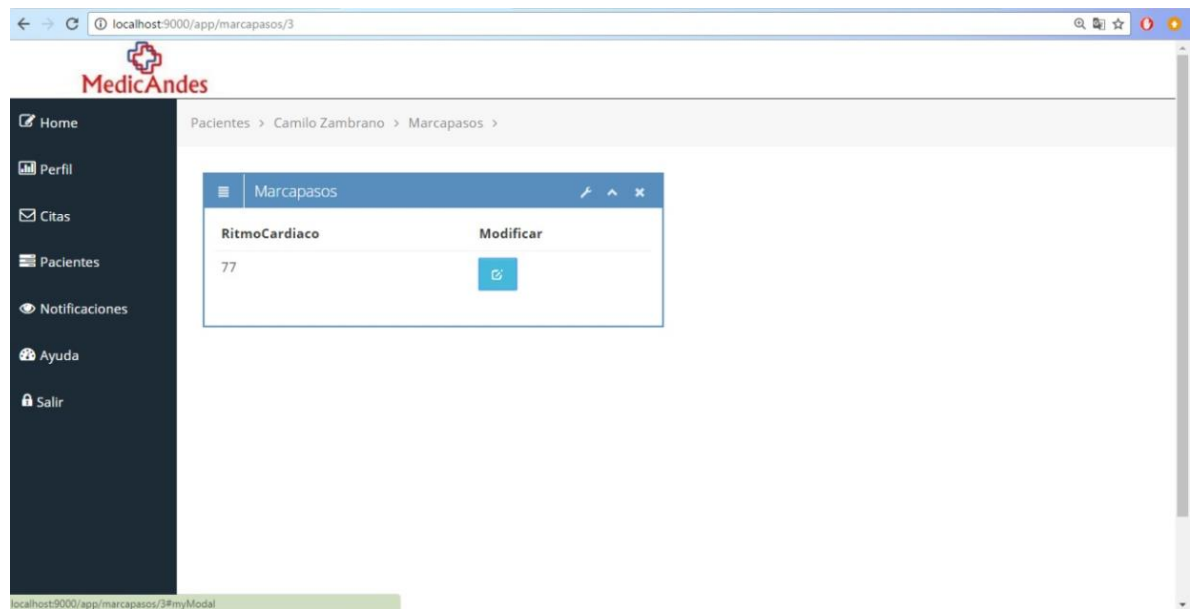 localhost:9000/app/marcapasos/3
MedicAndes
Home
Pacientes > Camilo Zambrano > Marcapasos >
Perfil
Marcapasos
Citas
RitmoCardiaco Modificar
Pacientes
77
Notificaciones
Ayuda
Salir
localhost:9000/app/marcapasos/3#myModal